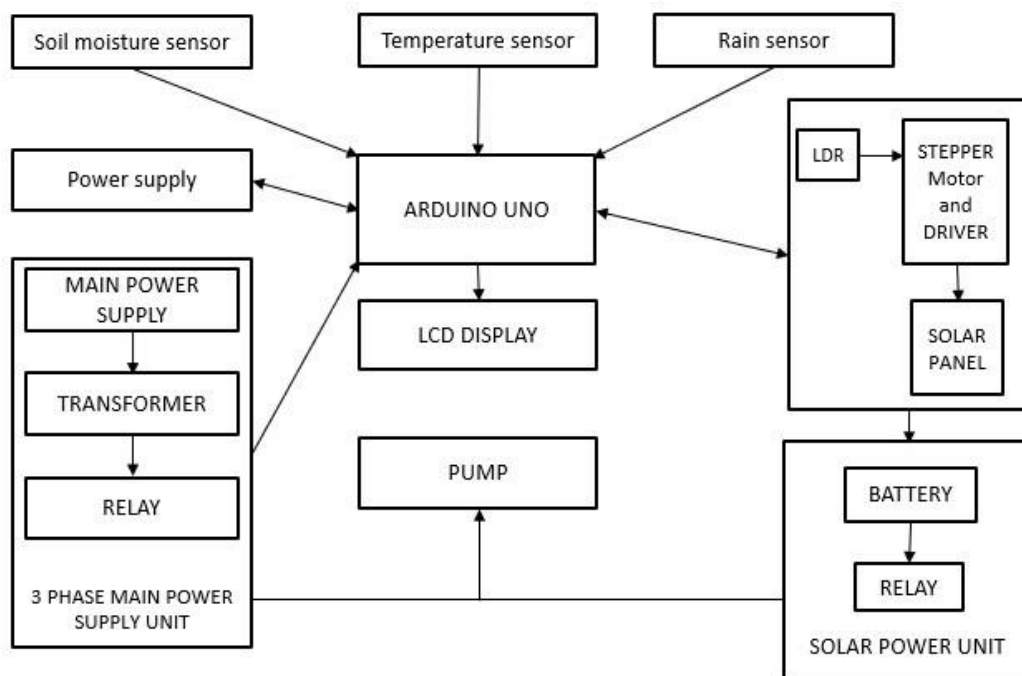 Soil moisture sensor
Temperature sensor
Rain sensor
Power supply
ARDUINO UNO
LDR
STEPPER
Motor
and
DRIVER
SOLAR
PANEL
MAIN POWER
SUPPLY
TRANSFORMER
RELAY
3 PHASE MAIN POWER
SUPPLY UNIT
LCD DISPLAY
PUMP
BATTERY
RELAY
SOLAR POWER UNIT